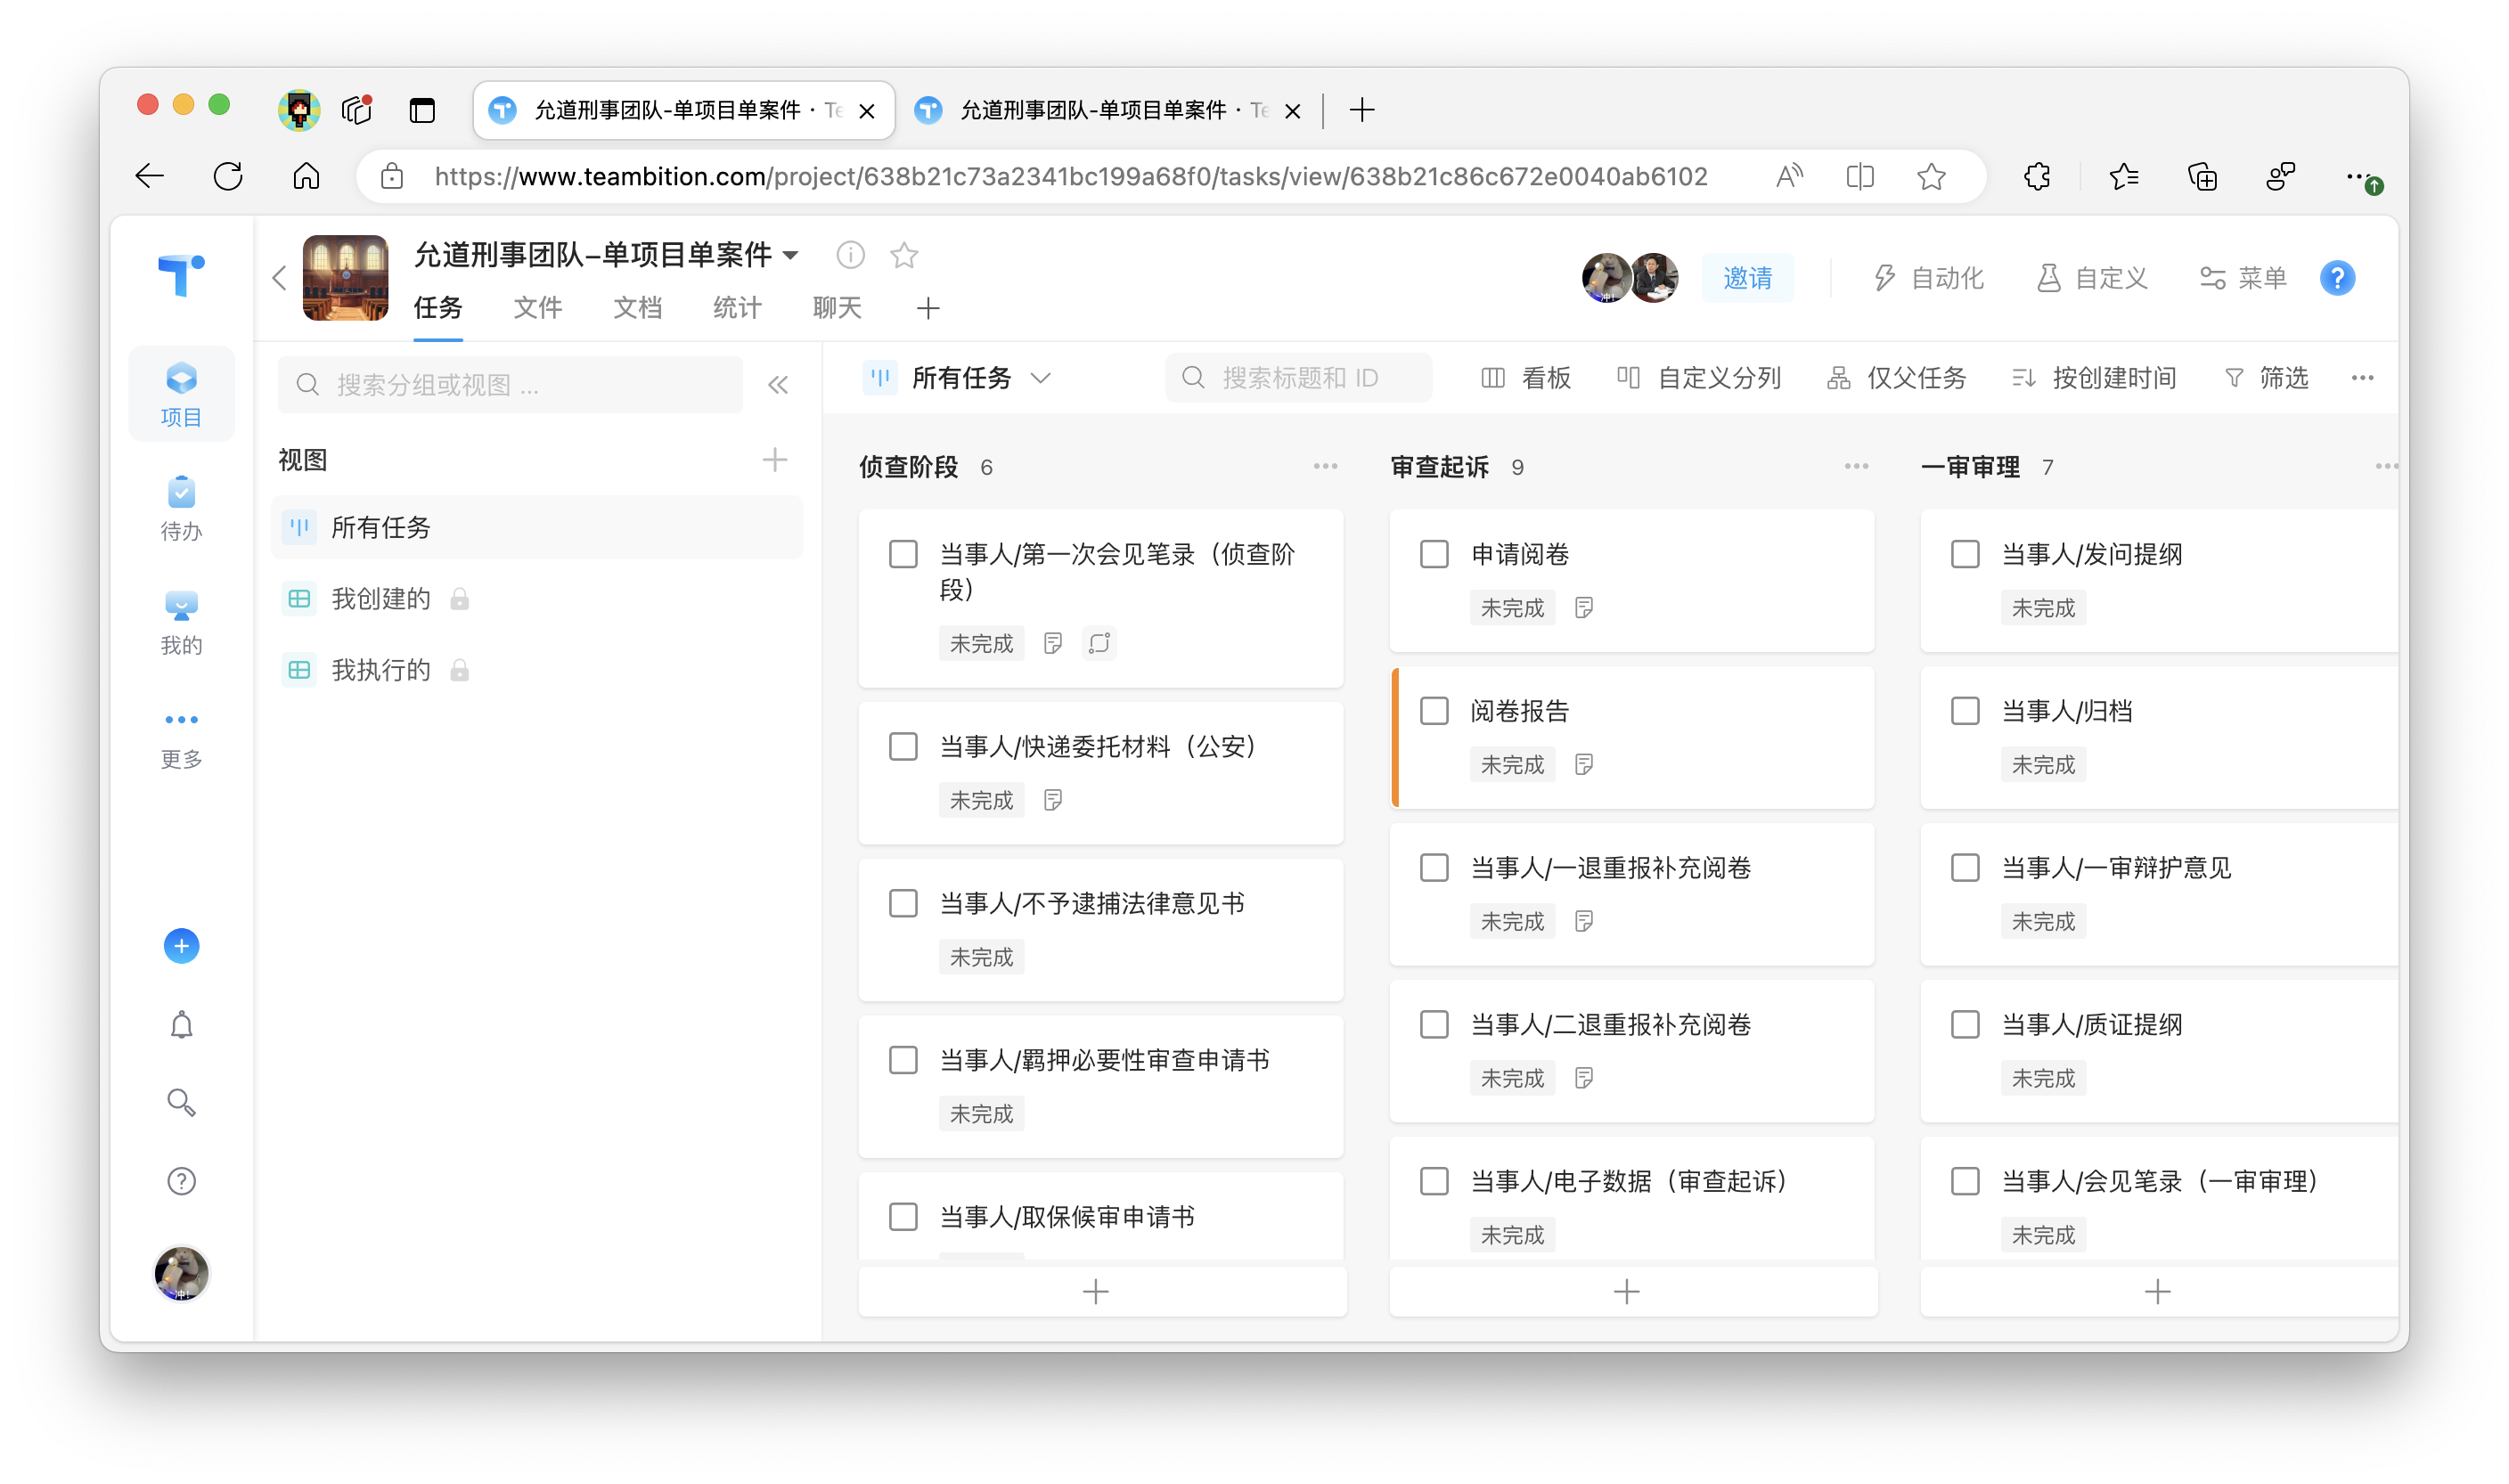 允道刑事团队-单项目单案件 · Te
允道刑事团队-单项目单案件 · Te
https://www.teambition.com/project/638b21c73a2341bc199a68f0/tasks/view/638b21c86c672e0040ab6102
允道刑事团队-单项目单案件
任务 文件 文档 统计 聊天
邀请 自动化 自定义 菜单
项目
待办
我的
更多
冲!
搜索分组或视图 ...
视图
所有任务
我创建的
我执行的
所有任务 搜索标题和 ID 看板 自定义分列 仅父任务 按创建时间 筛选
侦查阶段 6
当事人/第一次会见笔录（侦查阶
段）
未完成
当事人/快递委托材料（公安）
未完成
当事人/不予逮捕法律意见书
未完成
当事人/羁押必要性审查申请书
未完成
当事人/取保候审申请书
审查起诉 9
申请阅卷
未完成
阅卷报告
未完成
当事人/一退重报补充阅卷
未完成
当事人/二退重报补充阅卷
未完成
当事人/电子数据（审查起诉）
未完成
一审审理 7
当事人/发问提纲
未完成
当事人/归档
未完成
当事人/一审辩护意见
未完成
当事人/质证提纲
未完成
当事人/会见笔录（一审审理）
未完成